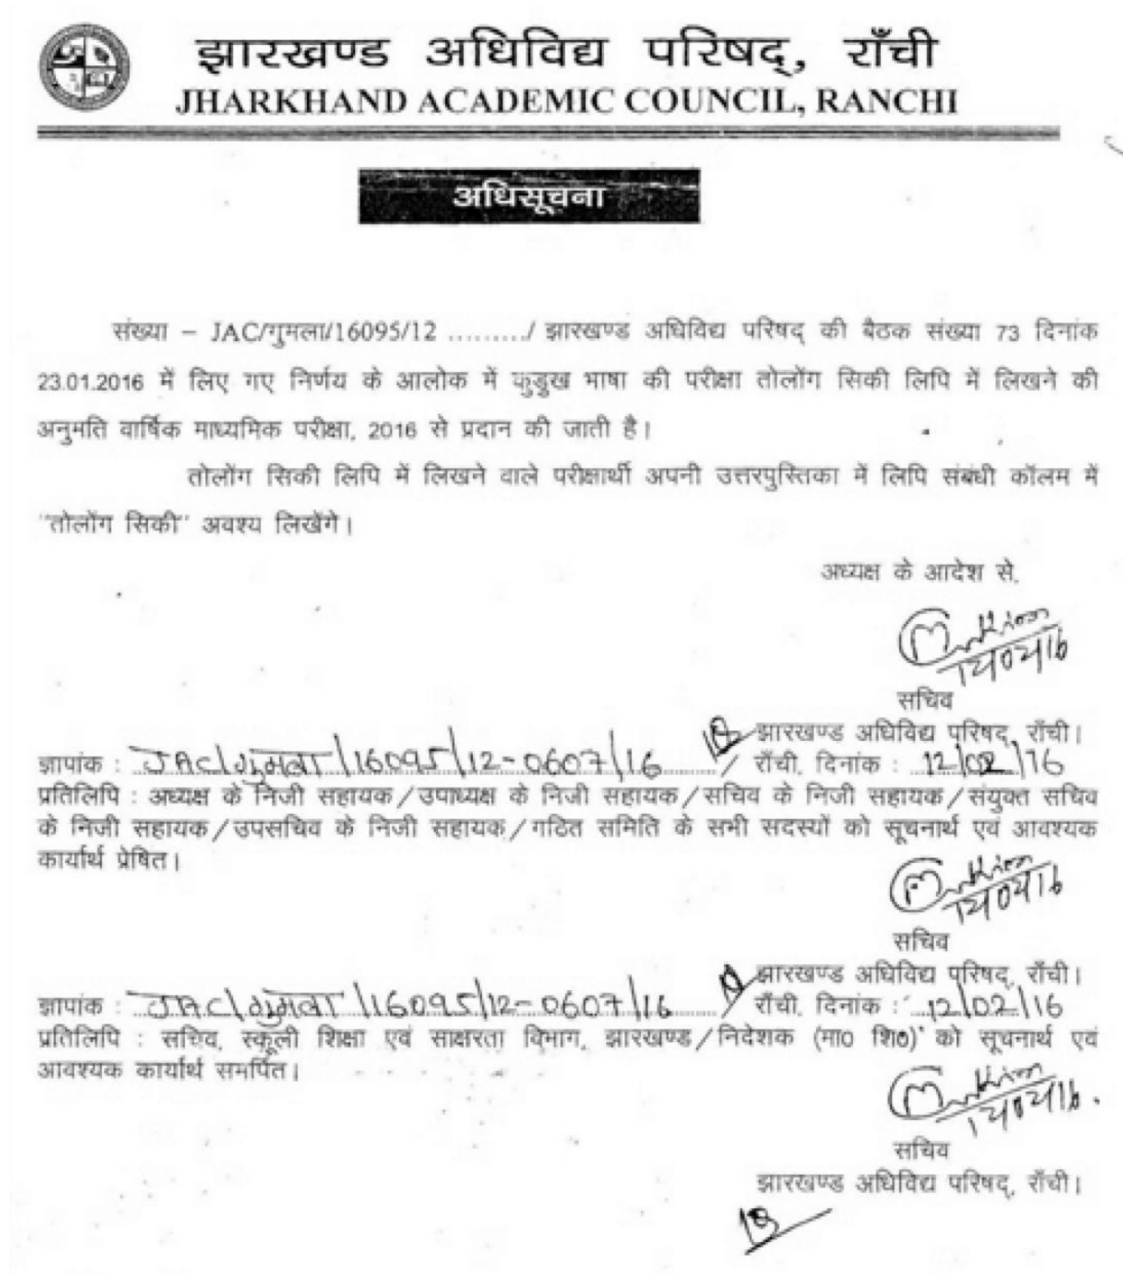 झारखण्ड अधिविद्य परिषद्, राँची
JHARKHAND ACADEMIC COUNCIL, RANCHI
अधिसूचना
संख्या – JAC/गुमला/16095/12 ........./ झारखण्ड अधिविद्य परिषद् की बैठक संख्या 73 दिनांक
23.01.2016 में लिए गए निर्णय के आलोक में कुडुख भाषा की परीक्षा तोलोंग सिकी लिपि में लिखने की
अनुमति वार्षिक माध्यमिक परीक्षा, 2016 से प्रदान की जाती है।
तोलोंग सिकी लिपि में लिखने वाले परीक्षार्थी अपनी उत्तरपुस्तिका में लिपि संबंधी कॉलम में
"तोलोंग सिकी" अवश्य लिखेंगे।
अध्यक्ष के आदेश से,
सचिव
झारखण्ड अधिविद्य परिषद्, राँची।
ज्ञापांक : JAC/गुमला/16095/12-0607/16 / राँची, दिनांक : 12/02/16
प्रतिलिपि : अध्यक्ष के निजी सहायक/उपाध्यक्ष के निजी सहायक/सचिव के निजी सहायक/संयुक्त सचिव
के निजी सहायक/उपसचिव के निजी सहायक/गठित समिति के सभी सदस्यों को सूचनार्थ एवं आवश्यक
कार्यार्थ प्रेषित।
सचिव
झारखण्ड अधिविद्य परिषद्, राँची।
ज्ञापांक : JAC/गुमला/16095/12-0607/16 / राँची, दिनांक : 12/02/16
प्रतिलिपि : सचिव, स्कूली शिक्षा एवं साक्षरता विभाग, झारखण्ड/निदेशक (मा0 शि0) को सूचनार्थ एवं
आवश्यक कार्यार्थ समर्पित।
सचिव
झारखण्ड अधिविद्य परिषद्, राँची।